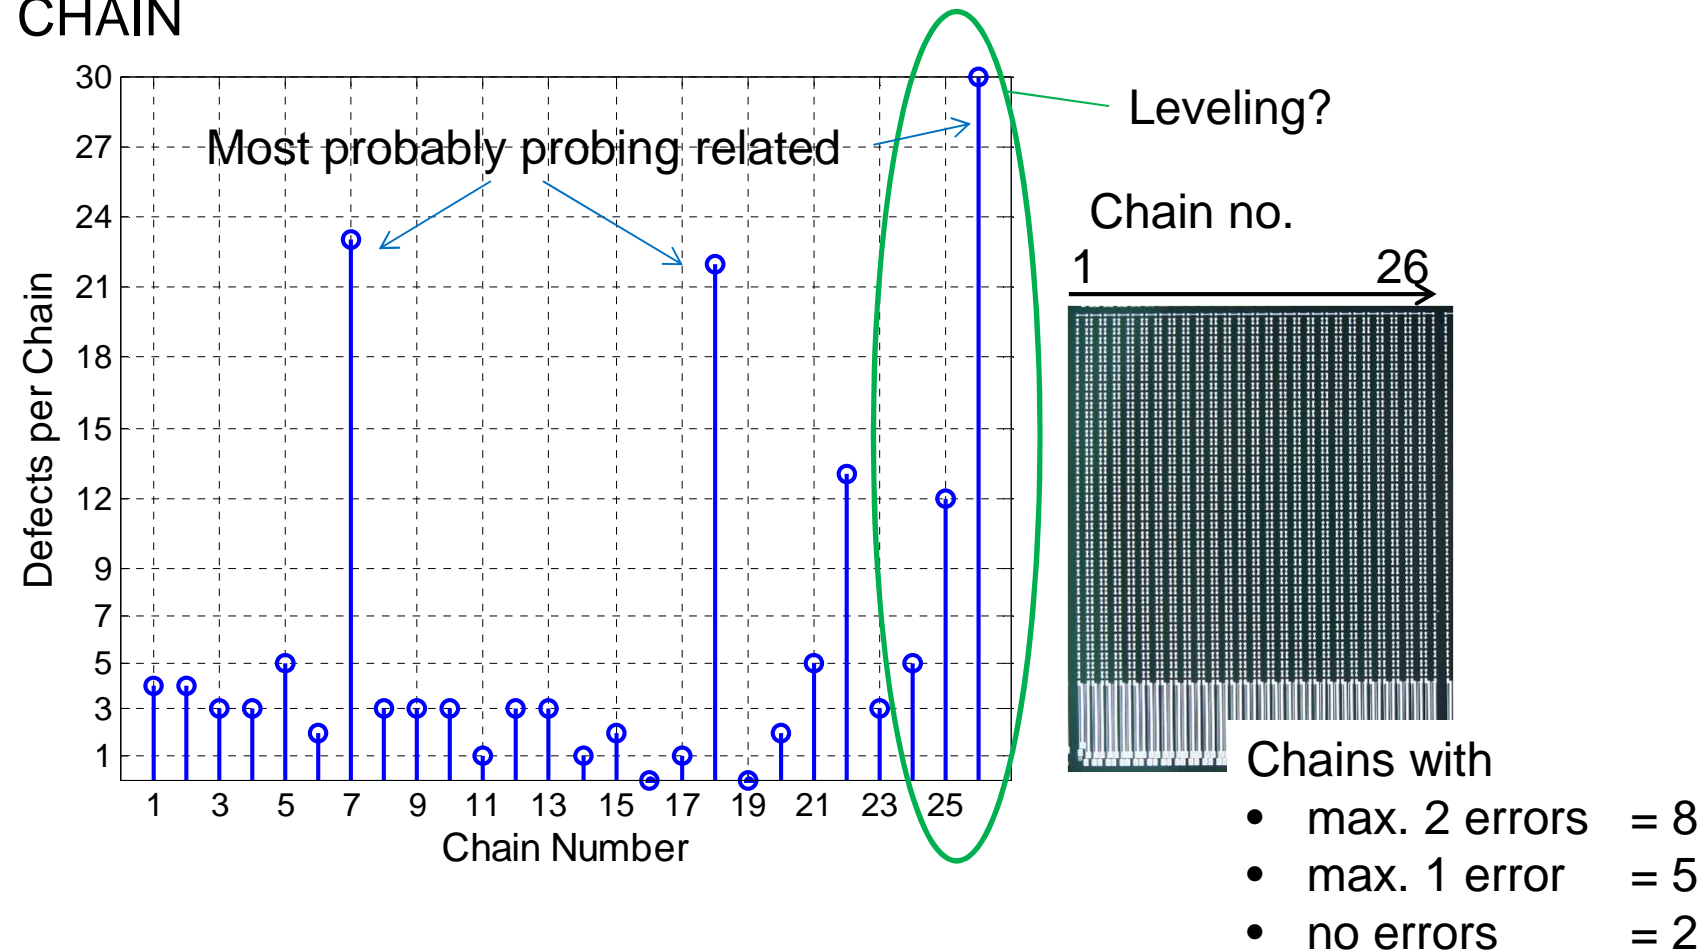 CHAIN
30
27
24
21
18
15
12
9
7
5
3
1
Defects per Chain
Most probably probing related
1 3 5 7 9 11 13 15 17 19 21 23 25
Chain Number
Leveling?
Chain no.
1 26
Chains with
• max. 2 errors = 8
• max. 1 error = 5
• no errors = 2